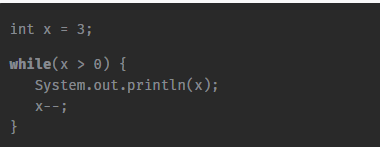 int x = 3;
while(x > 0) {
System.out.println(x);
x--;
}